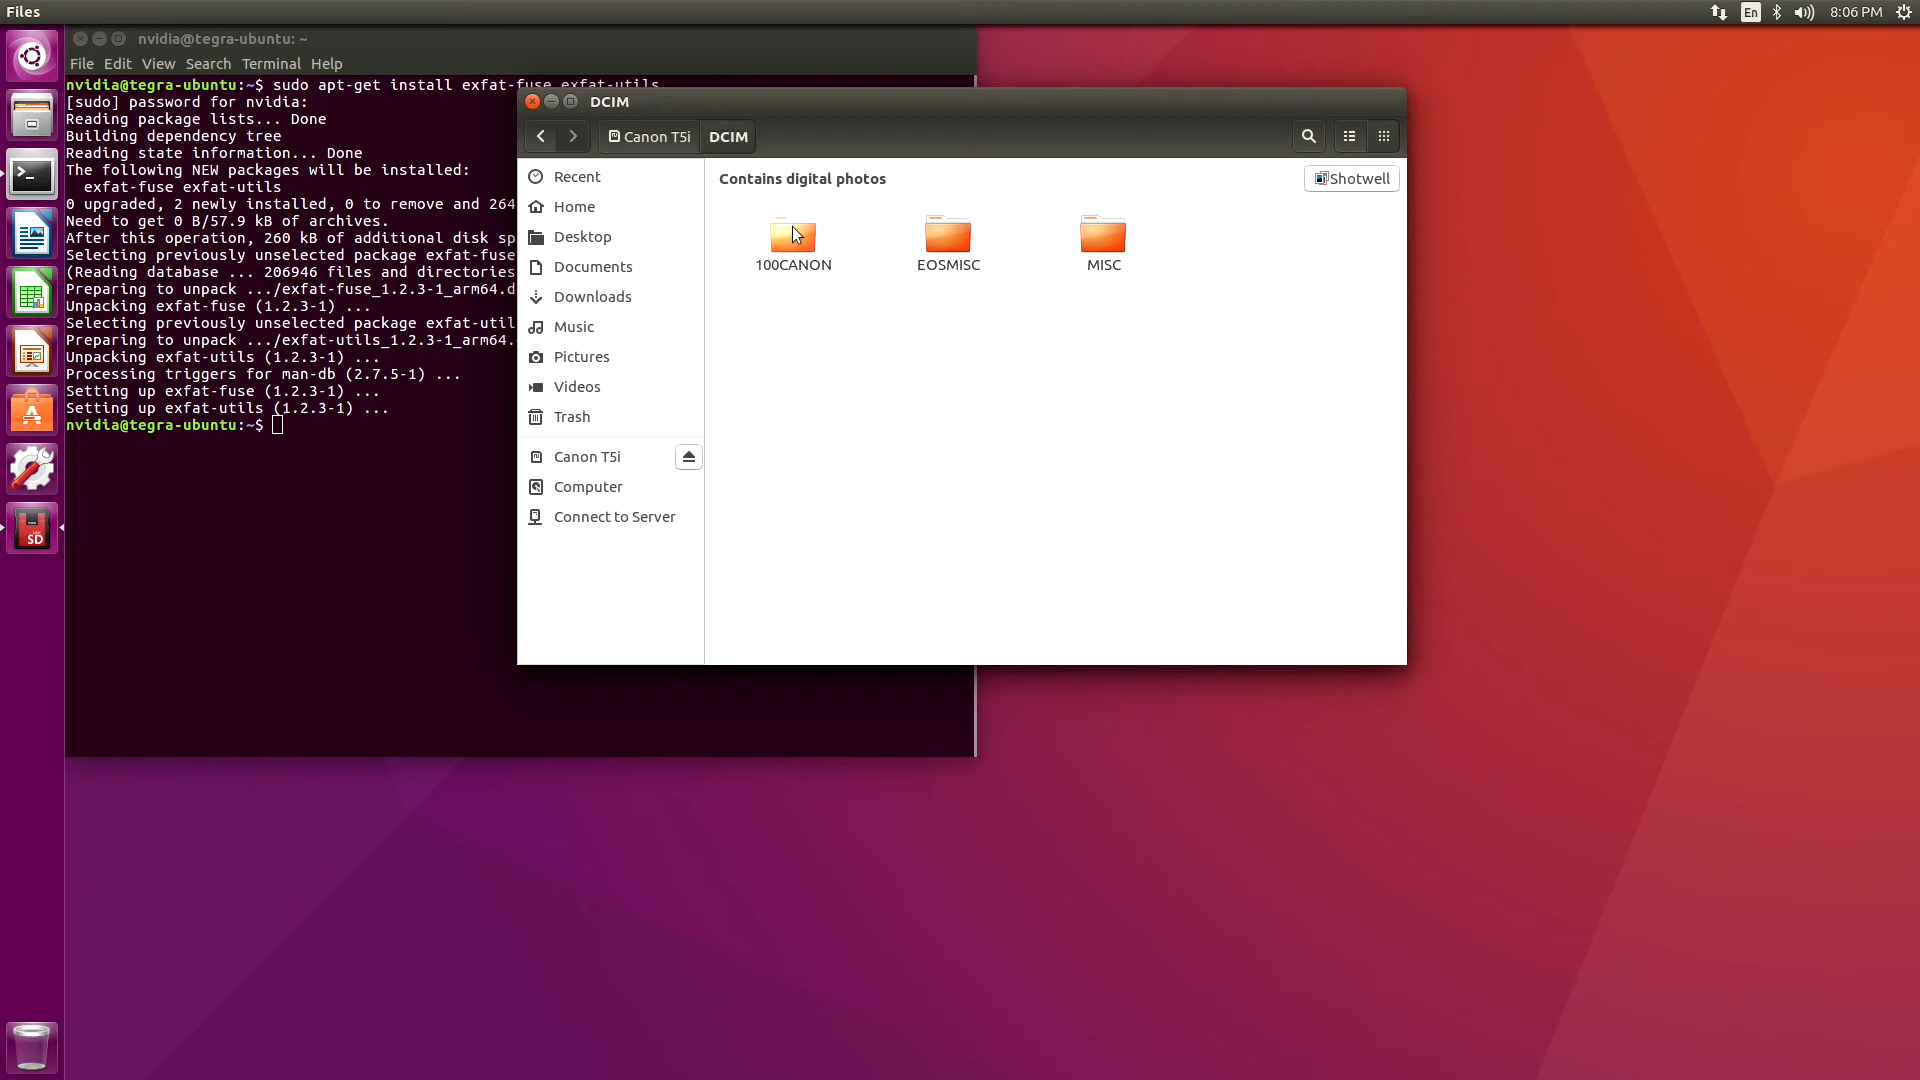 Files
En
8:06 PM
nvidia@tegra-ubuntu: ~
File Edit View Search Terminal Help
nvidia@tegra-ubuntu:~$ sudo apt-get install exfat-fuse exfat-utils
[sudo] password for nvidia:
Reading package lists... Done
Building dependency tree
Reading state information... Done
The following NEW packages will be installed:
exfat-fuse exfat-utils
0 upgraded, 2 newly installed, 0 to remove and 264
Need to get 0 B/57.9 kB of archives.
After this operation, 260 kB of additional disk sp
Selecting previously unselected package exfat-fuse
(Reading database ... 206946 files and directories
Preparing to unpack .../exfat-fuse_1.2.3-1_arm64.d
Unpacking exfat-fuse (1.2.3-1) ...
Selecting previously unselected package exfat-util
Preparing to unpack .../exfat-utils_1.2.3-1_arm64.
Unpacking exfat-utils (1.2.3-1) ...
Processing triggers for man-db (2.7.5-1) ...
Setting up exfat-fuse (1.2.3-1) ...
Setting up exfat-utils (1.2.3-1) ...
nvidia@tegra-ubuntu:~$
DCIM
Canon T5i DCIM
Recent
Home
Desktop
Documents
Downloads
Music
Pictures
Videos
Trash
Canon T5i
Computer
Connect to Server
Contains digital photos
Shotwell
100CANON
EOSMISC
MISC
SD